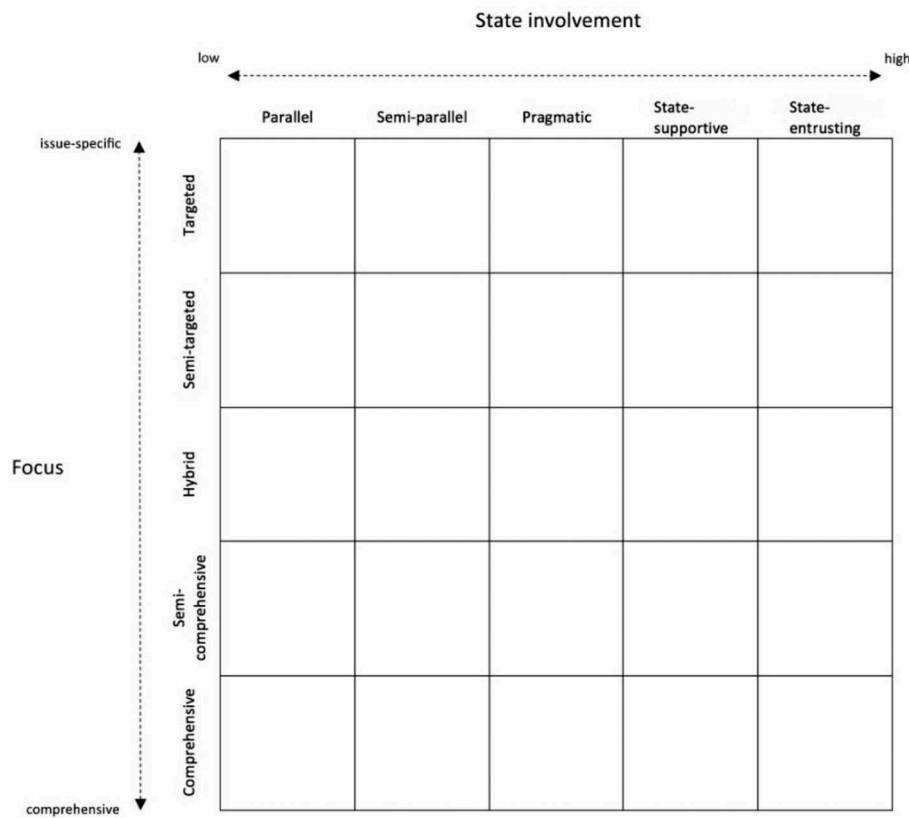 State involvement
low
high
Parallel
Semi-parallel
Pragmatic
State-
supportive
State-
entrusting
issue-specific
Targeted
Semi-targeted
Focus
Hybrid
Semi-
comprehensive
Comprehensive
comprehensive